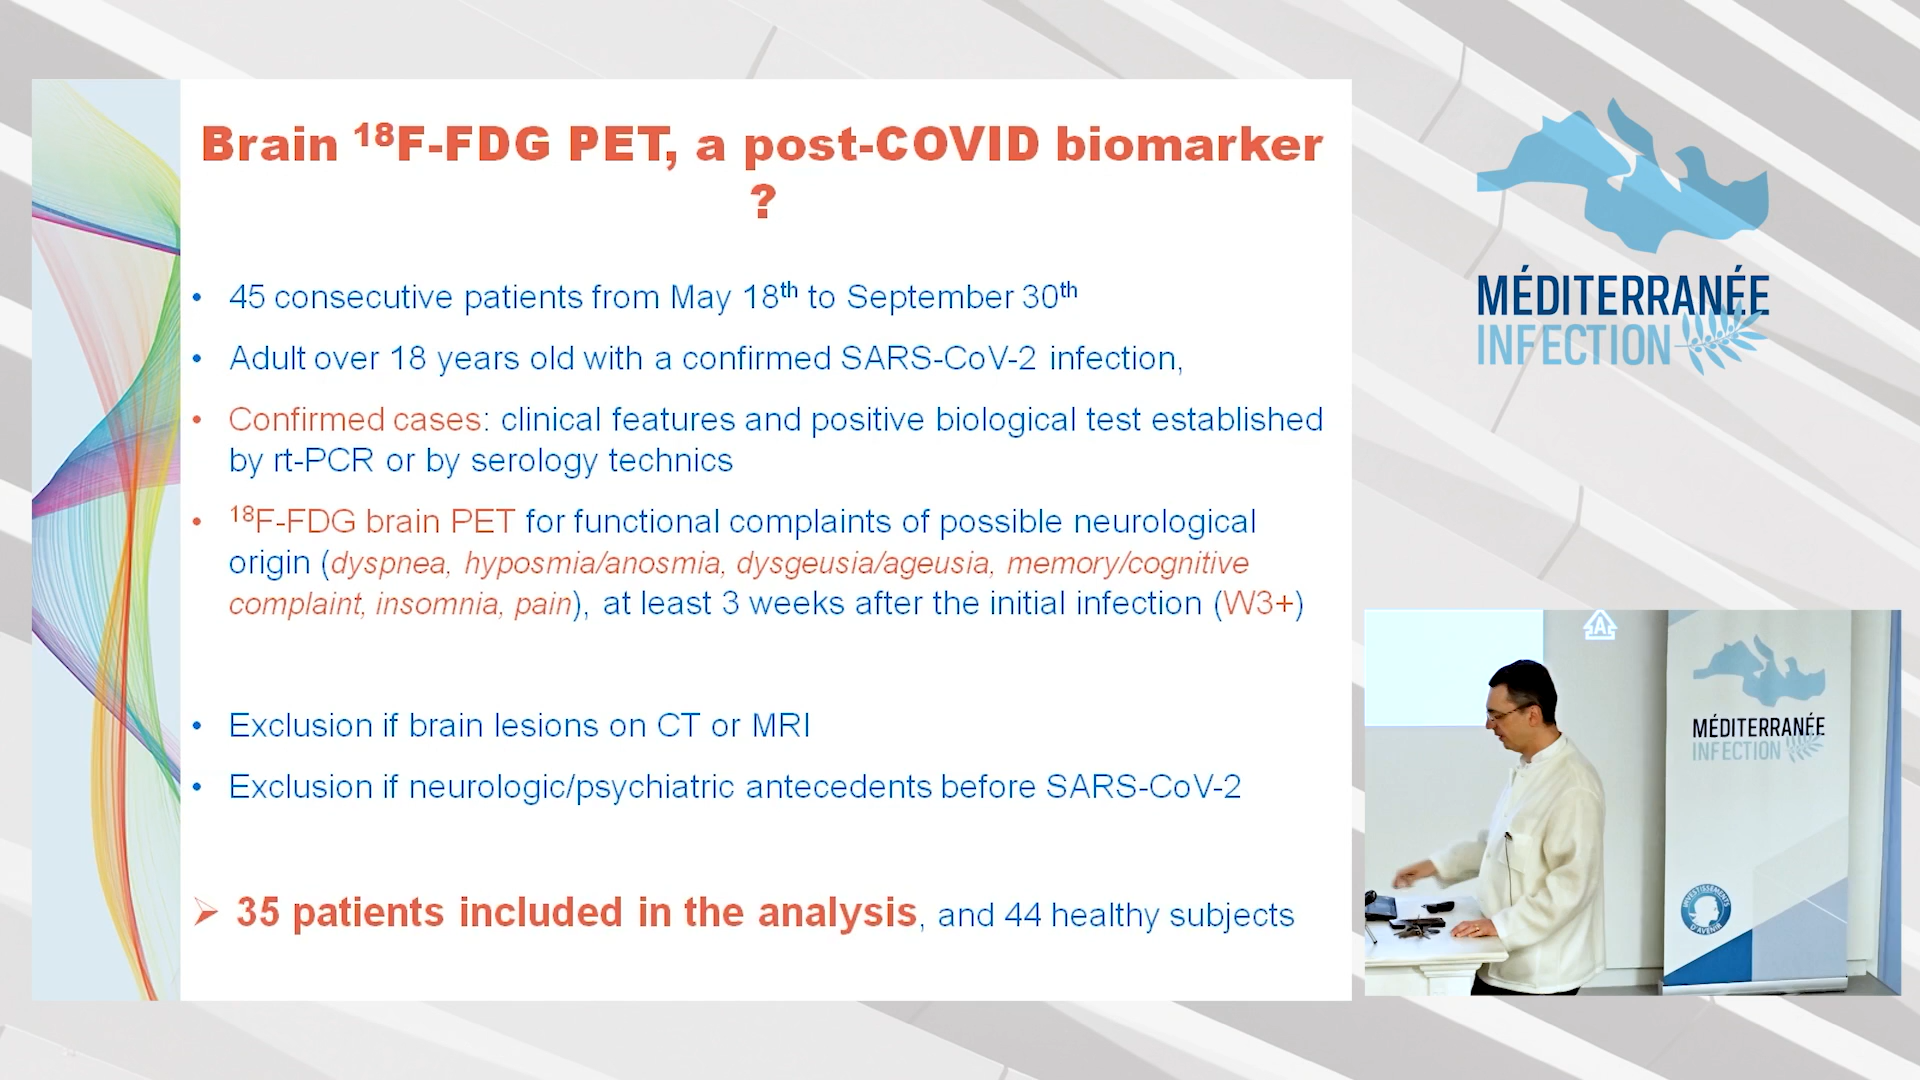 Brain 18F-FDG PET, a post-COVID biomarker
?
• 45 consecutive patients from May 18th to September 30th
• Adult over 18 years old with a confirmed SARS-CoV-2 infection,
• Confirmed cases: clinical features and positive biological test established
by rt-PCR or by serology technics
• 18F-FDG brain PET for functional complaints of possible neurological
origin (dyspnea, hyposmia/anosmia, dysgeusia/ageusia, memory/cognitive
complaint, insomnia, pain), at least 3 weeks after the initial infection (W3+)
• Exclusion if brain lesions on CT or MRI
• Exclusion if neurologic/psychiatric antecedents before SARS-CoV-2
➢ 35 patients included in the analysis, and 44 healthy subjects
MÉDITERRANÉE
INFECTION
A
MÉDITERRANÉE
INFECTION
INVESTISSEMENTS
D'AVENIR